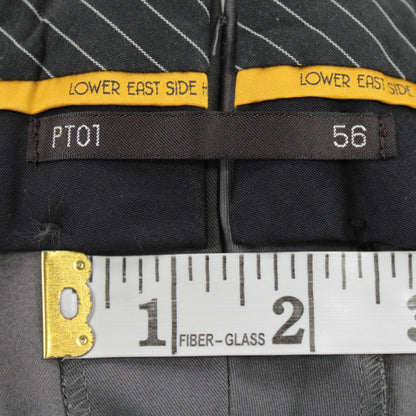 LOWER EAST SIDE H
LOWER EAST SIDE
PT01 56
1 2
FIBER-GLASS